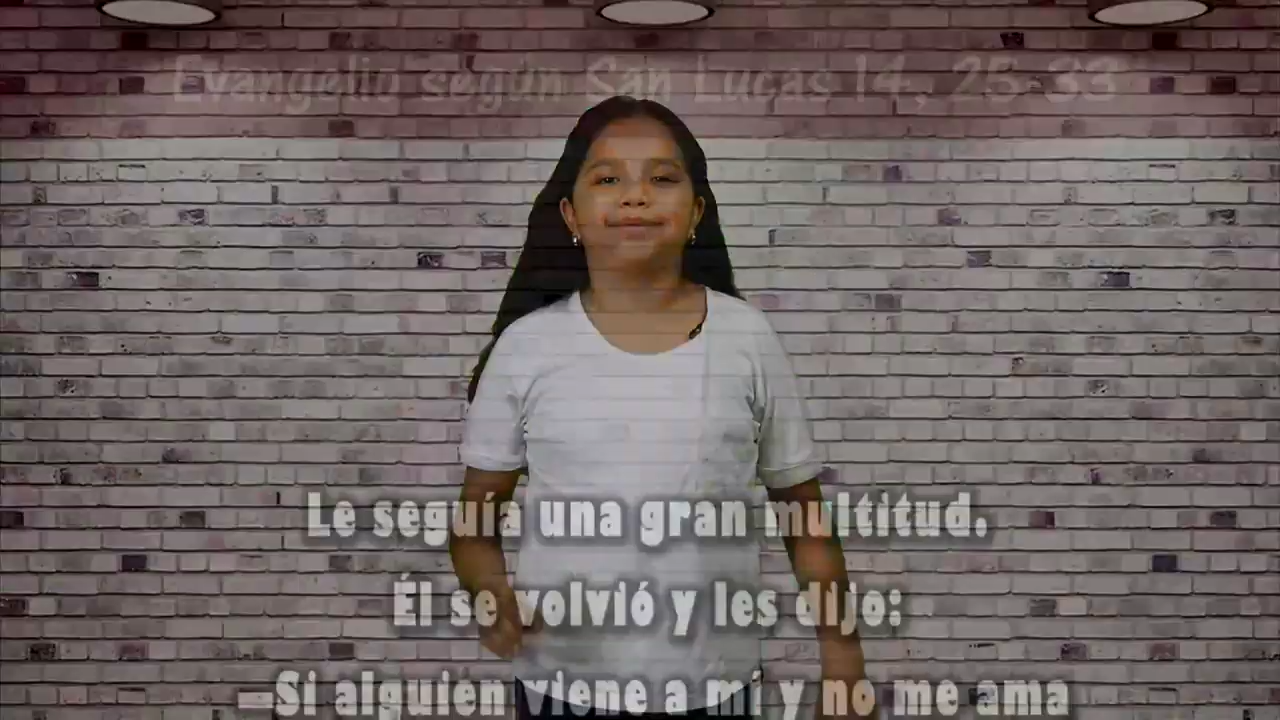 Evangelio según San Lucas 14, 25-33
Le seguía una gran multitud.
Él se volvió y les dijo:
–Si alguien viene a mí y no me ama